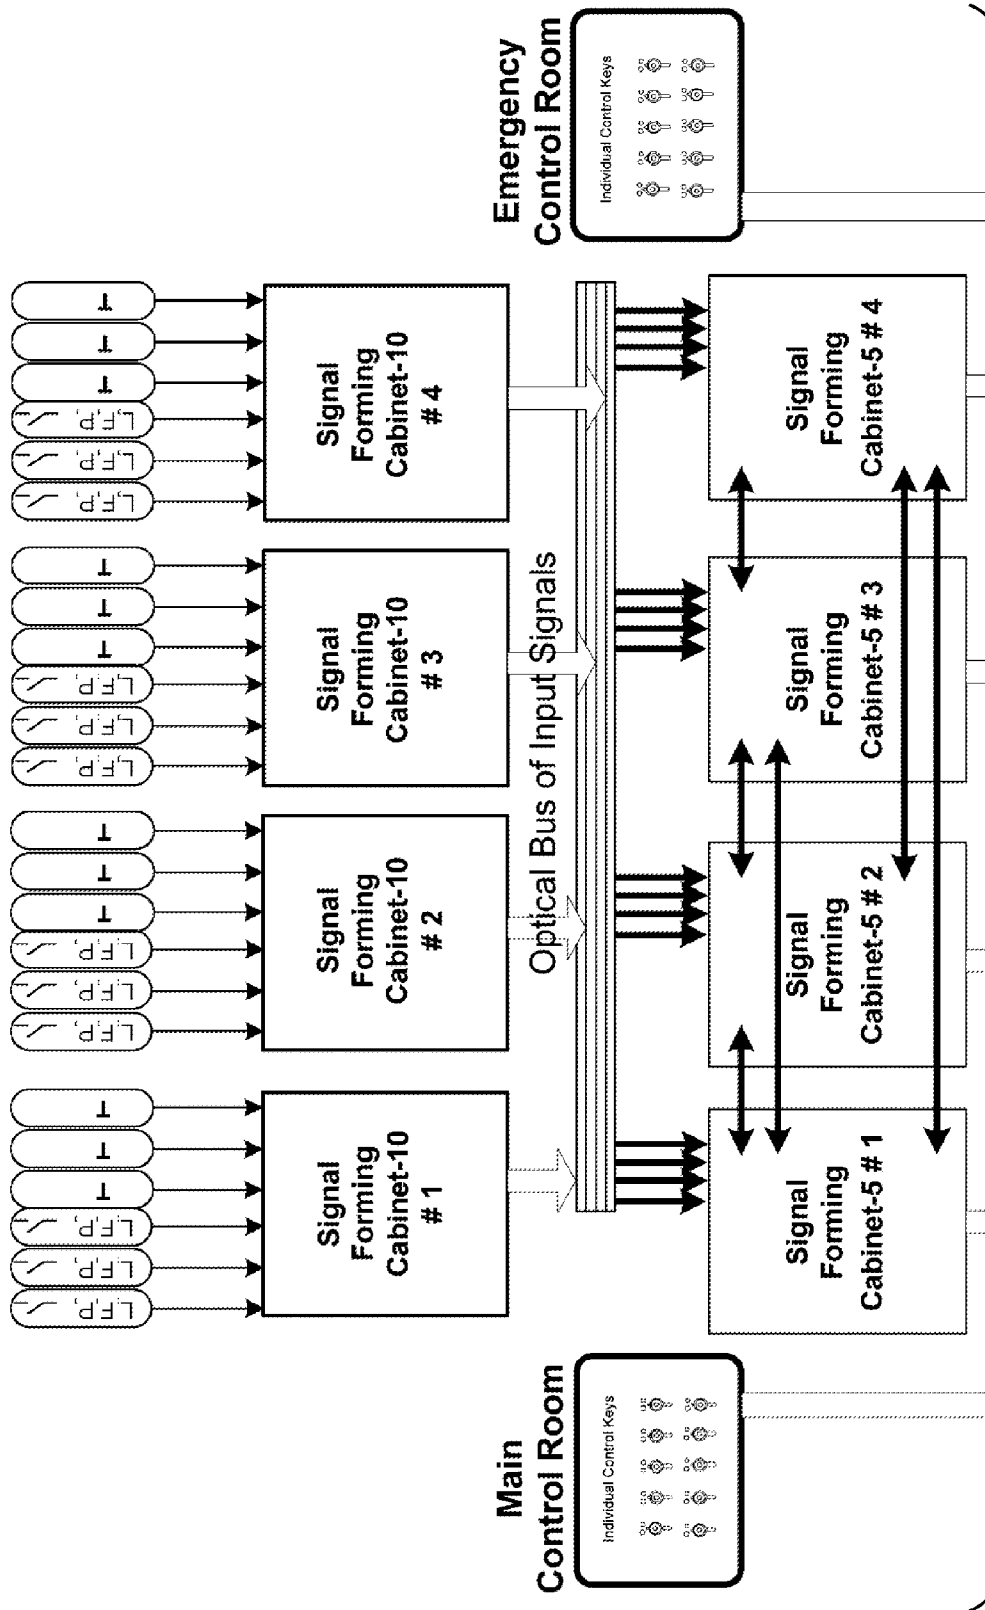 L,F,P,
L,F,P,
L,F,P,
T
T
T
L,F,P,
L,F,P,
L,F,P,
T
T
T
L,F,P,
L,F,P,
L,F,P,
T
T
T
L,F,P,
L,F,P,
L,F,P,
T
T
T
Signal
Forming
Cabinet-10
# 1
Signal
Forming
Cabinet-10
# 2
Signal
Forming
Cabinet-10
# 3
Signal
Forming
Cabinet-10
# 4
Main
Control Room
Individual Control Keys
Optical Bus of Input Signals
Emergency
Control Room
Individual Control Keys
Signal
Forming
Cabinet-5 # 1
Signal
Forming
Cabinet-5 # 2
Signal
Forming
Cabinet-5 # 3
Signal
Forming
Cabinet-5 # 4